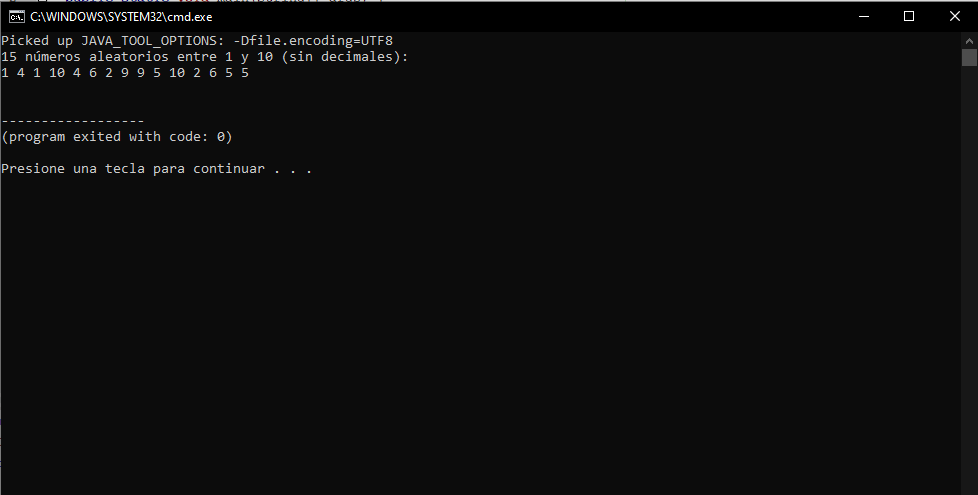 C:\WINDOWS\SYSTEM32\cmd.exe
Picked up JAVA_TOOL_OPTIONS: -Dfile.encoding=UTF8
15 números aleatorios entre 1 y 10 (sin decimales):
1 4 1 10 4 6 2 9 9 5 10 2 6 5 5
------------------
(program exited with code: 0)
Presione una tecla para continuar . . .